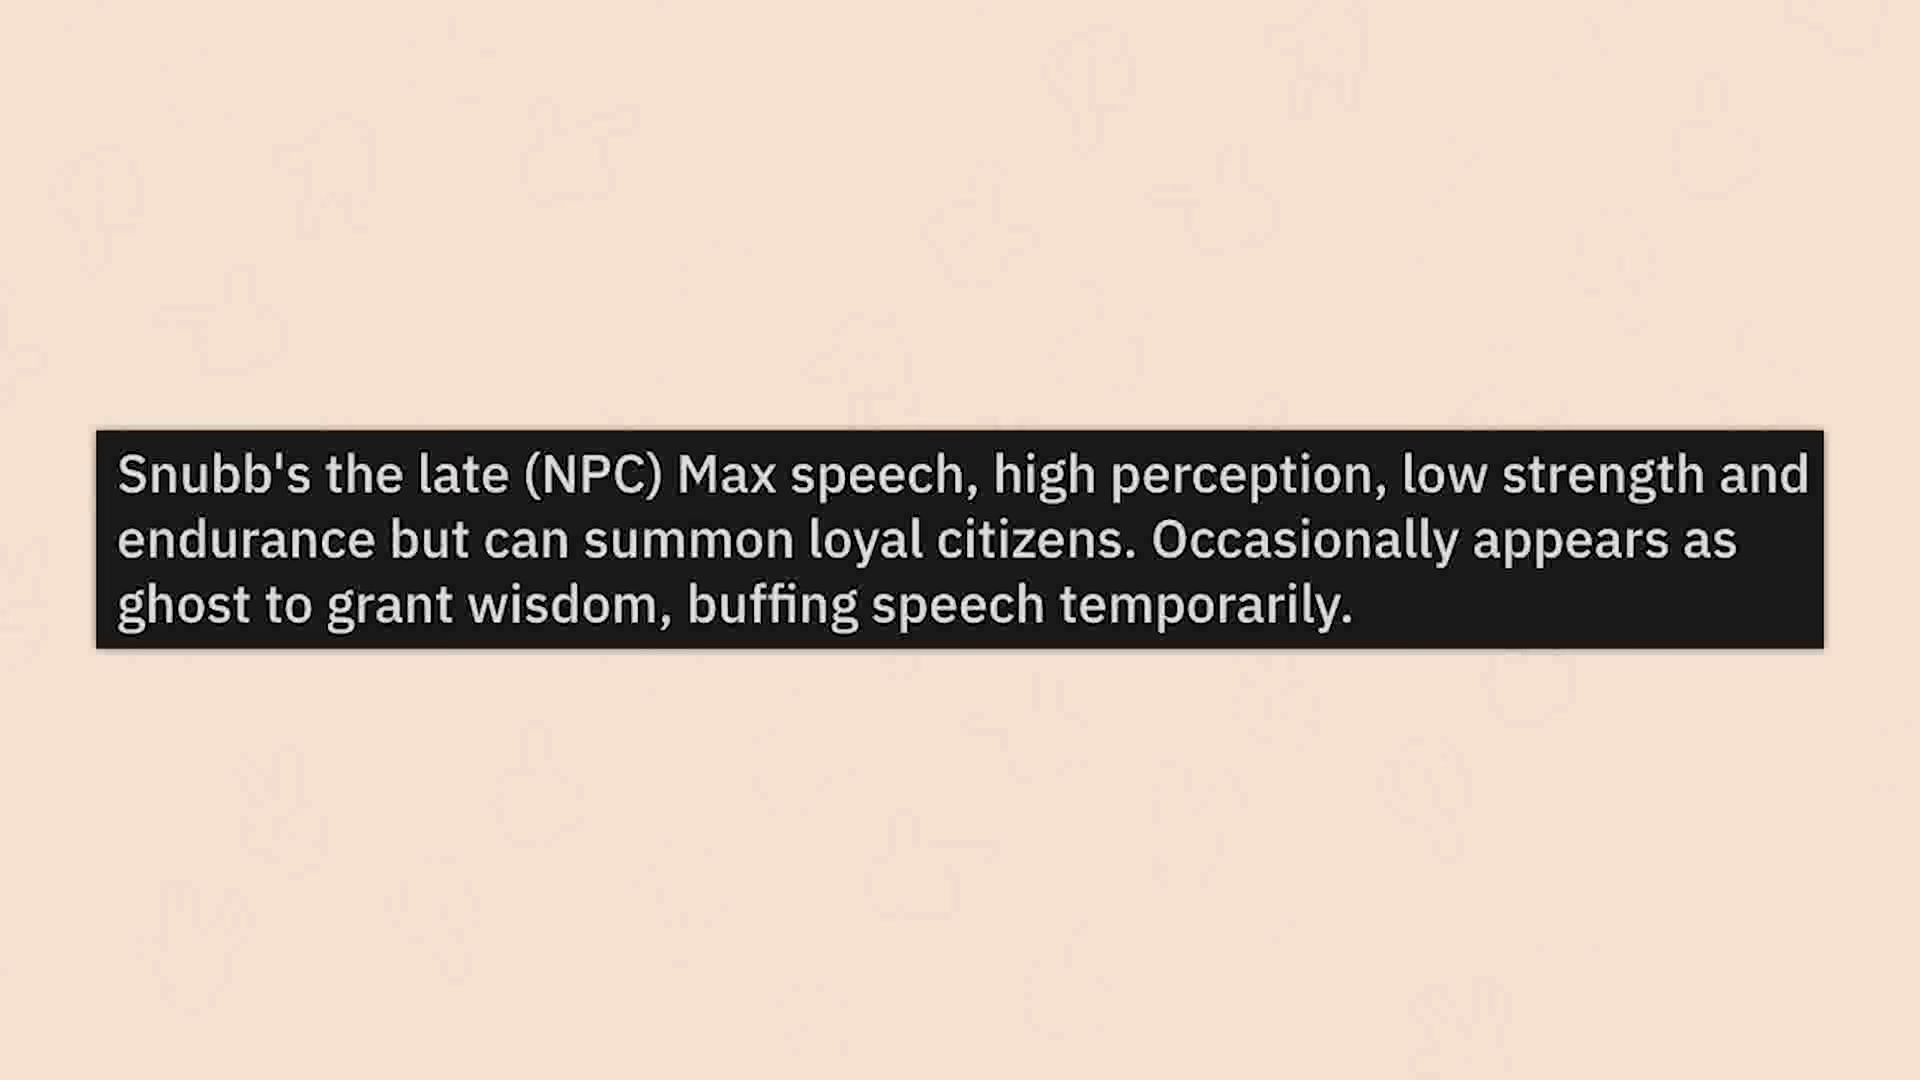 Snubb's the late (NPC) Max speech, high perception, low strength and
endurance but can summon loyal citizens. Occasionally appears as
ghost to grant wisdom, buffing speech temporarily.